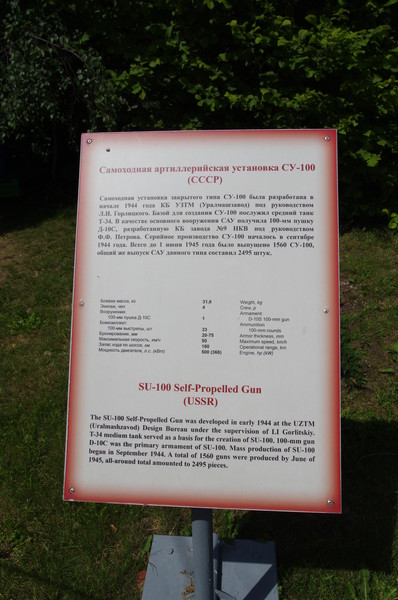 Самоходная артиллерийская установка СУ-100
(СССР)
Самоходная установка закрытого типа СУ-100 была разработана в
начале 1944 года КБ УЗТМ (Уралмашзавод) под руководством
Л.И. Горлицкого. Базой для создания СУ-100 послужил средний танк
Т-34. В качестве основного вооружения САУ получила 100-мм пушку
Д-10С, разработанную КБ завода №9 НКВ под руководством
Ф.Ф. Петрова. Серийное производство СУ-100 началось в сентябре
1944 года. Всего до 1 июня 1945 года было выпущено 1560 СУ-100,
общий же выпуск САУ данного типа составил 2495 штук.
Боевая масса, кг 31,6 Wegth, kg
Экипаж, чел 4 Crew, p
Вооружение Armament
100-мм пушка Д-10С 1 D-10S 100-mm gun
Боекомплект: Ammunition
100-мм выстрелы, шт 33 100-mm rounds
Бронирование, мм 20-75 Armor thickness, mm
Максимальная скорость, км/ч 50 Maximum speed, km/h
Запас хода по шоссе, км 160 Operational range, km
Мощность двигателя, л.с. (кВт) 500 (368) Engine, hp (kW)
SU-100 Self-Propelled Gun
(USSR)
The SU-100 Self-Propelled Gun was developed in early 1944 at the UZTM
(Uralmashzavod) Design Bureau under the supervision of LI Gorlitskiy.
T-34 medium tank served as a basis for the creation of SU-100. 100-mm gun
D-10C was the primary armament of SU-100. Mass production of SU-100
began in September 1944. A total of 1560 guns were produced by June of
1945, all-around total amounted to 2495 pieces.